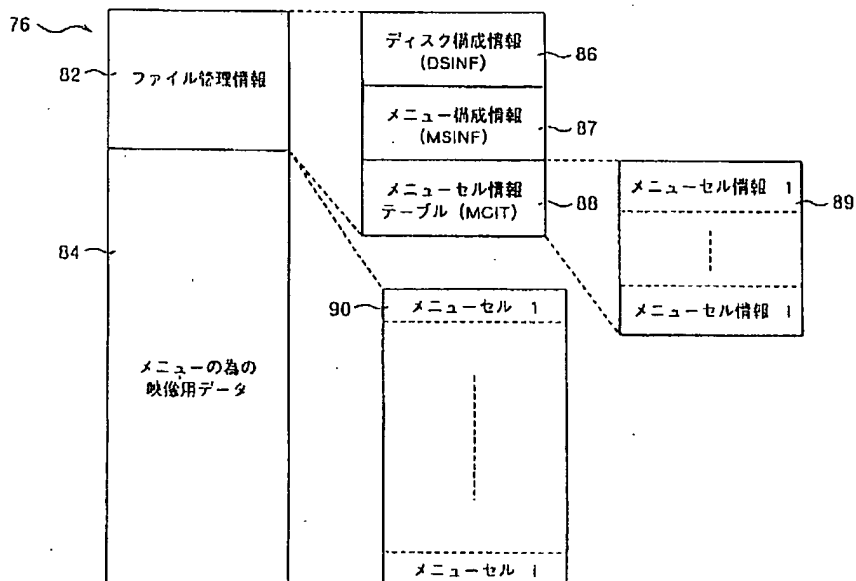 76
82
ファイル管理情報
84
メニューの為の
映像用データ
ディスク構成情報
(DSINF)
86
メニュー構成情報
(MSINF)
87
メニューセル情報
テーブル (MCIT)
88
メニューセル情報 1
89
メニューセル情報 i
90
メニューセル 1
メニューセル i